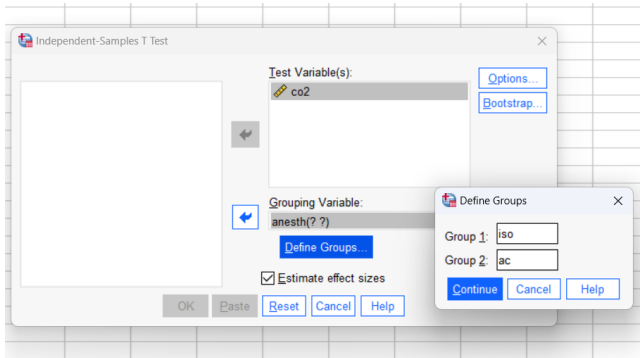 Independent-Samples T Test
Test Variable(s):
co2
Options...
Bootstrap...
Grouping Variable:
anesth(? ?)
Define Groups...
Estimate effect sizes
OK Paste Reset Cancel Help
Define Groups
Group 1: iso
Group 2: ac
Continue Cancel Help